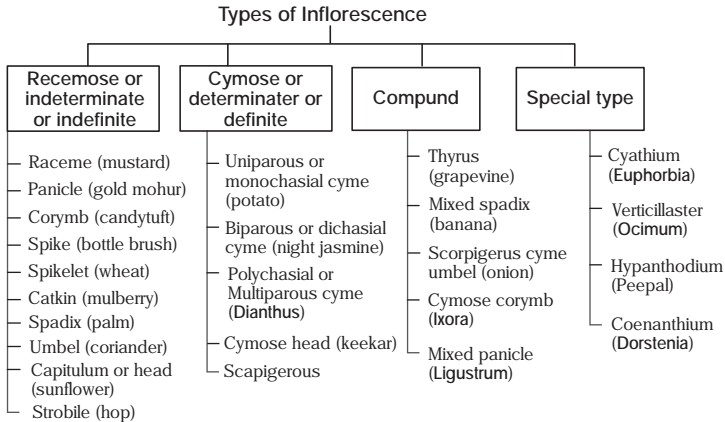 Types of Inflorescence
Recemose or
indeterminate
or indefinite
Raceme (mustard)
Panicle (gold mohur)
Corymb (candytuft)
Spike (bottle brush)
Spikelet (wheat)
Catkin (mulberry)
Spadix (palm)
Umbel (coriander)
Capitulum or head
(sunflower)
Strobile (hop)
Cymose or
determinater or
definite
Uniparous or
monochasial cyme
(potato)
Biparous or dichasial
cyme (night jasmine)
Polychasial or
Multiparous cyme
(Dianthus)
Cymose head (keekar)
Scapigerous
Compund
Thyrus
(grapevine)
Mixed spadix
(banana)
Scorpigerus cyme
umbel (onion)
Cymose corymb
(Ixora)
Mixed panicle
(Ligustrum)
Special type
Cyathium
(Euphorbia)
Verticillaster
(Ocimum)
Hypanthodium
(Peepal)
Coenanthium
(Dorstenia)